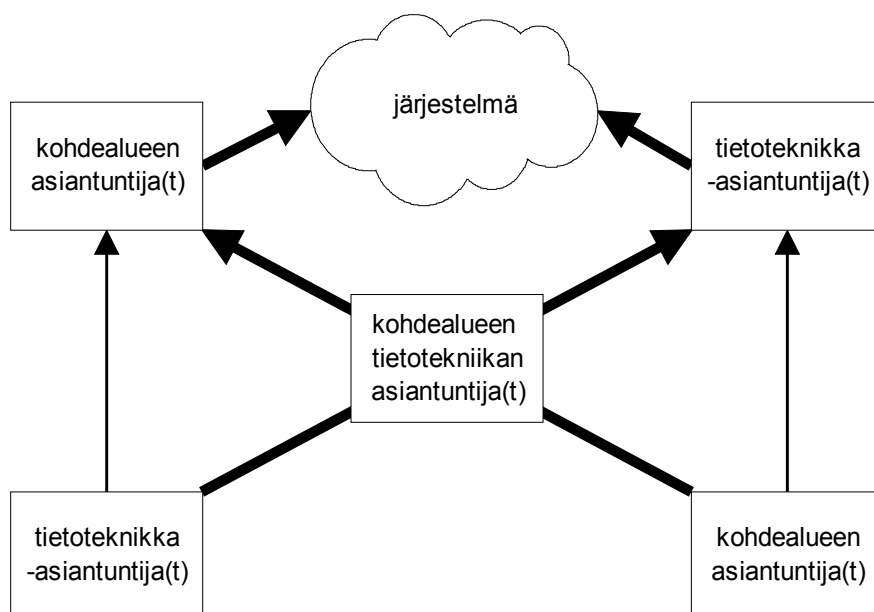 järjestelmä
kohdealueen
asiantuntija(t)
tietoteknikka
-asiantuntija(t)
kohdealueen
tietotekniikan
asiantuntija(t)
tietoteknikka
-asiantuntija(t)
kohdealueen
asiantuntija(t)